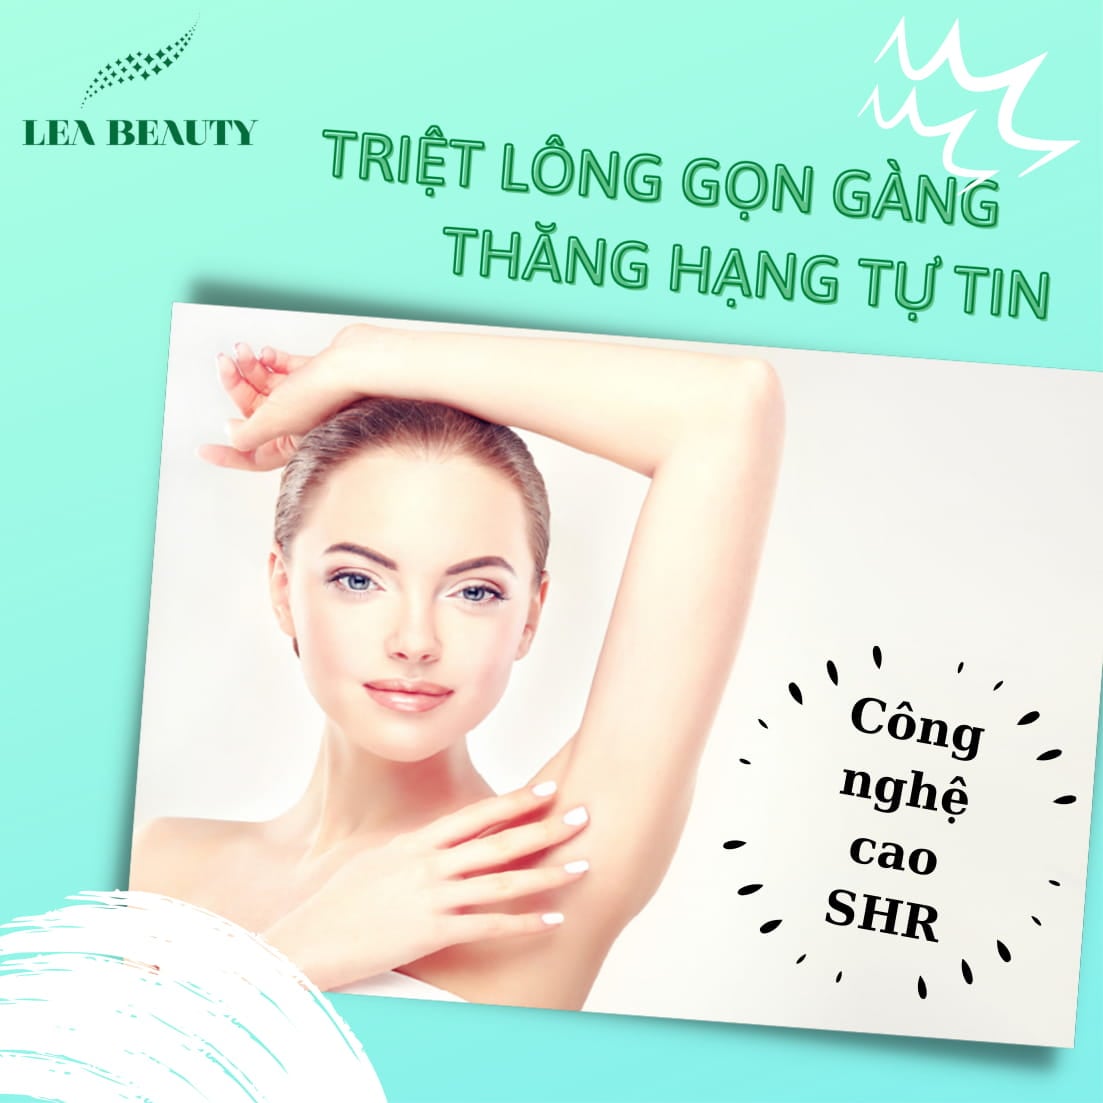 LEA BEAUTY
TRIỆT LÔNG GỌN GÀNG
THĂNG HẠNG TỰ TIN
Công
nghệ
cao
SHR